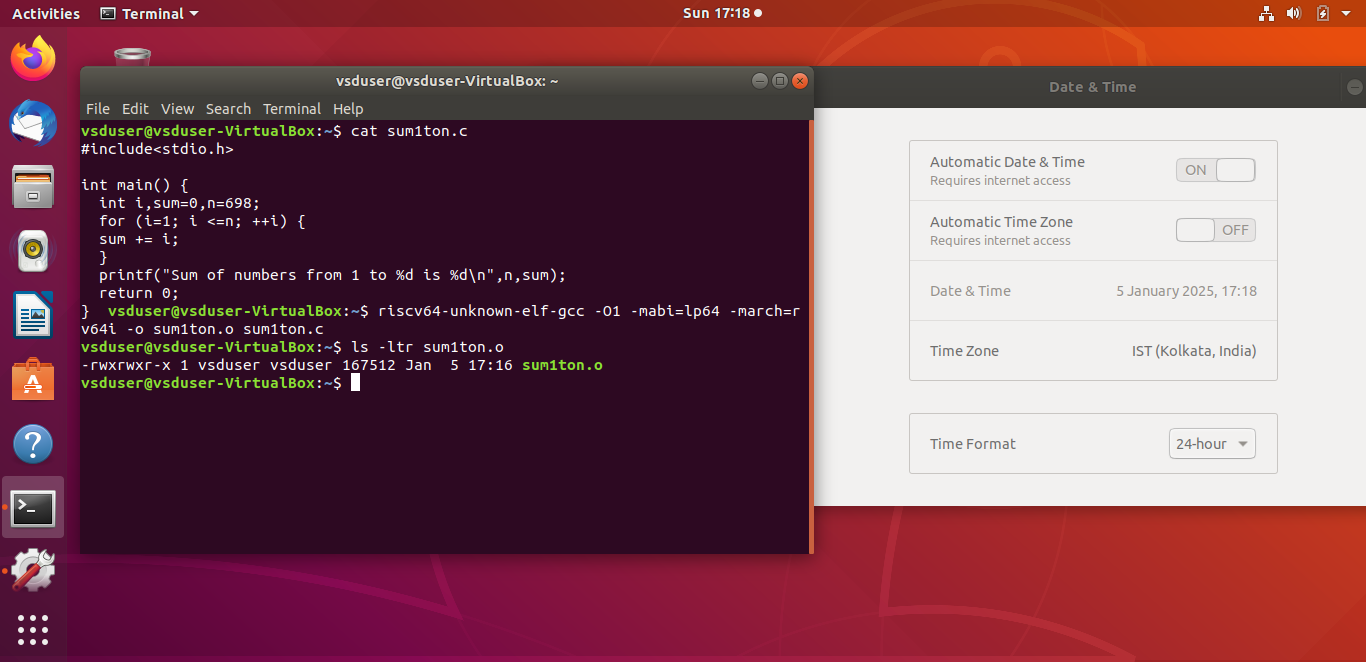 Activities Terminal Sun 17:18
vsduser@vsduser-VirtualBox: ~
File Edit View Search Terminal Help
vsduser@vsduser-VirtualBox:~$ cat sum1ton.c
#include<stdio.h>
int main() {
int i,sum=0,n=698;
for (i=1; i <=n; ++i) {
sum += i;
}
printf("Sum of numbers from 1 to %d is %d\n",n,sum);
return 0;
} vsduser@vsduser-VirtualBox:~$ riscv64-unknown-elf-gcc -O1 -mabi=lp64 -march=r
v64i -o sum1ton.o sum1ton.c
vsduser@vsduser-VirtualBox:~$ ls -ltr sum1ton.o
-rwxrwxr-x 1 vsduser vsduser 167512 Jan  5 17:16 sum1ton.o
vsduser@vsduser-VirtualBox:~$
Date & Time
Automatic Date & Time ON
Requires internet access
Automatic Time Zone OFF
Requires internet access
Date & Time 5 January 2025, 17:18
Time Zone IST (Kolkata, India)
Time Format 24-hour